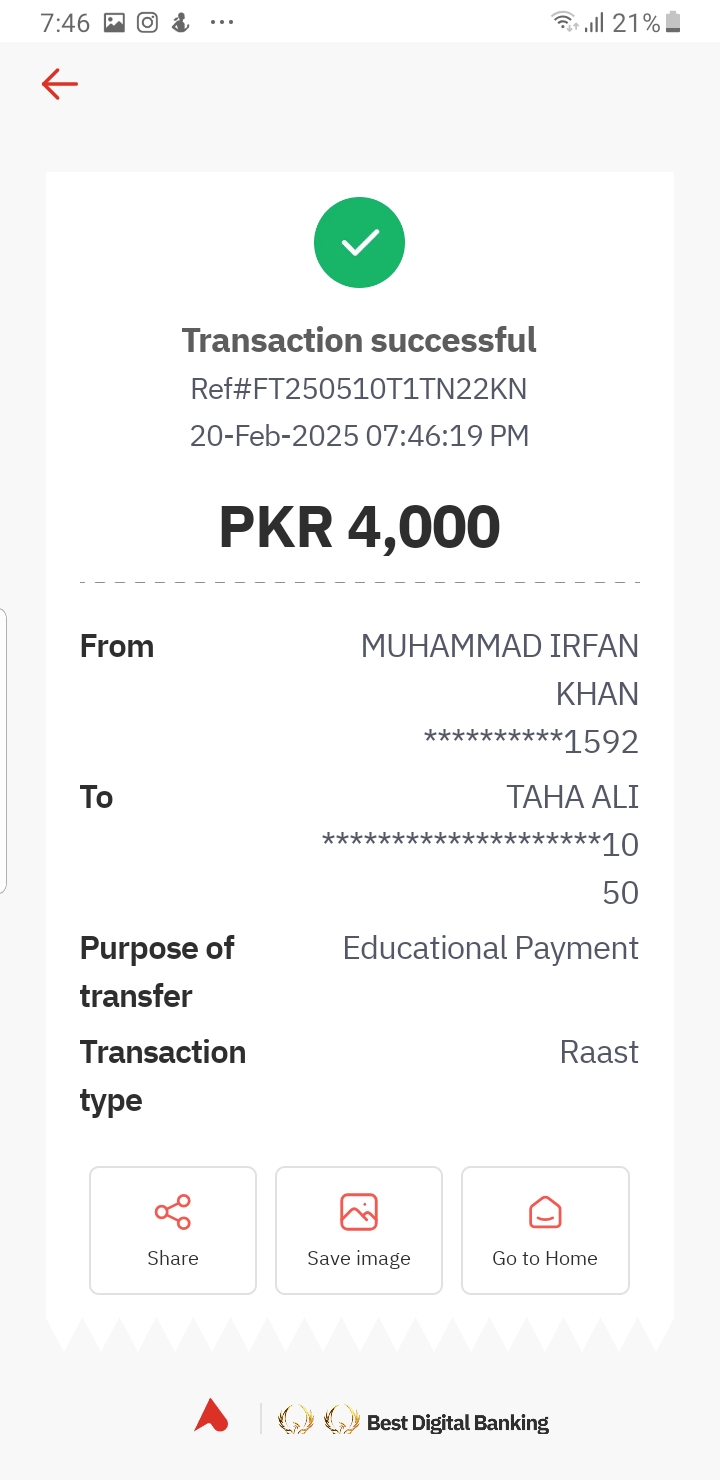 7:46 21%
Transaction successful
Ref#FT250510T1TN22KN
20-Feb-2025 07:46:19 PM
PKR 4,000
From MUHAMMAD IRFAN
KHAN
**********1592
To TAHA ALI
********************10
50
Purpose of Educational Payment
transfer
Transaction Raast
type
Share Save image Go to Home
Best Digital Banking